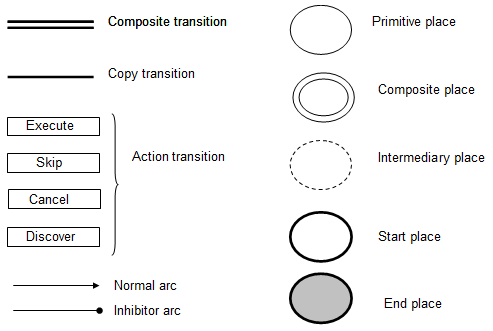 Composite transition
Copy transition
Execute
Skip
Cancel
Discover
Action transition
Normal arc
Inhibitor arc
Primitive place
Composite place
Intermediary place
Start place
End place